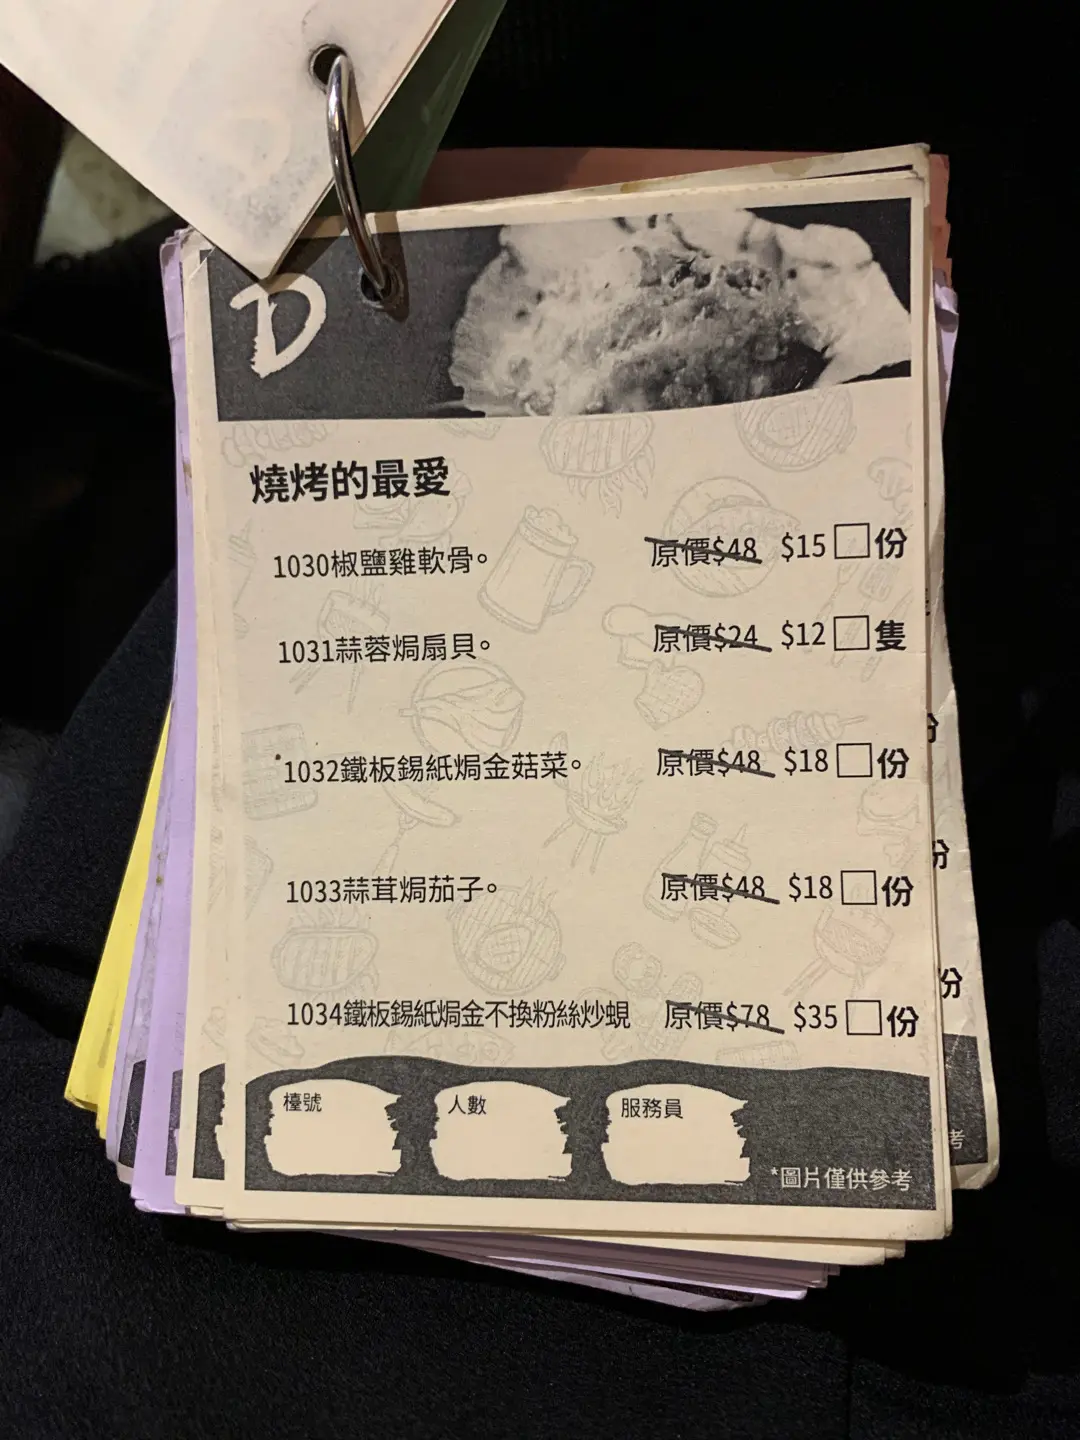 D
燒烤的最愛
1030椒鹽雞軟骨。 原價$48 $15 份
1031蒜蓉焗扇貝。 原價$24 $12 隻
1032鐵板錫紙焗金菇菜。 原價$48 $18 份
1033蒜茸焗茄子。 原價$48 $18 份
1034鐵板錫紙焗金不換粉絲炒蜆 原價$78 $35 份
檯號 人數 服務員
*圖片僅供參考
份
份
份
考